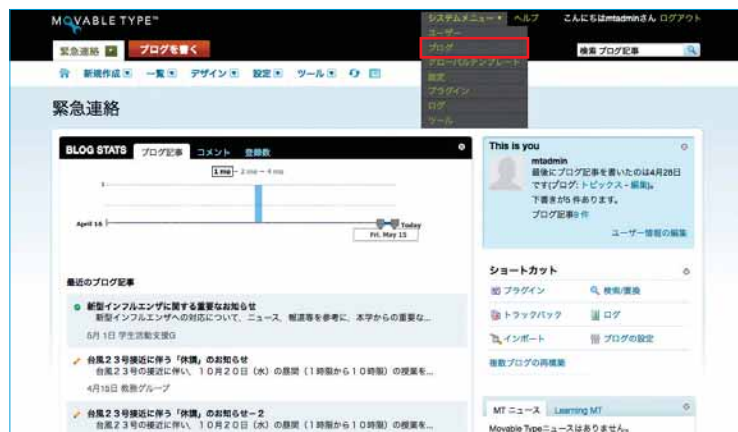 MOVABLE TYPE™
システムメニュー ヘルプ こんにちはmtadminさん ログアウト
ユーザー
緊急連絡 ブログを書く ブログ 検索 ブログ記事
グローバルテンプレート
新規作成 一覧 デザイン 設定 ツール 設定
プラグイン
ログ
ツール
緊急連絡
BLOG STATS ブログ記事 コメント 登録数
1 mo - 2 mo - 4 mo
April 16
Today
Fri. May 15
最近のブログ記事
新型インフルエンザに関する重要なお知らせ
新型インフルエンザへの対応について、ニュース、報道等を参考に、本学からの重要な...
5月 1日 学生活動支援G
台風23号接近に伴う「休講」のお知らせ
台風23号の接近に伴い、10月20日(水)の昼間(1時限から10時限)の授業を...
4月15日 教務グループ
台風23号接近に伴う「休講」のお知らせ-2
台風23号の接近に伴い、10月20日(水)の昼間(1時限から10時限)の授業を...
This is you
mtadmin
最後にブログ記事を書いたのは4月28日
です(ブログ: トピックス - 編集)。
下書きが5 件あります。
ブログ記事9 件
ユーザー情報の編集
ショートカット
プラグイン 検索/置換
トラックバック ログ
インポート ブログの設定
複数ブログの再構築
MT ニュース Learning MT
Movable Typeニュースはありません。